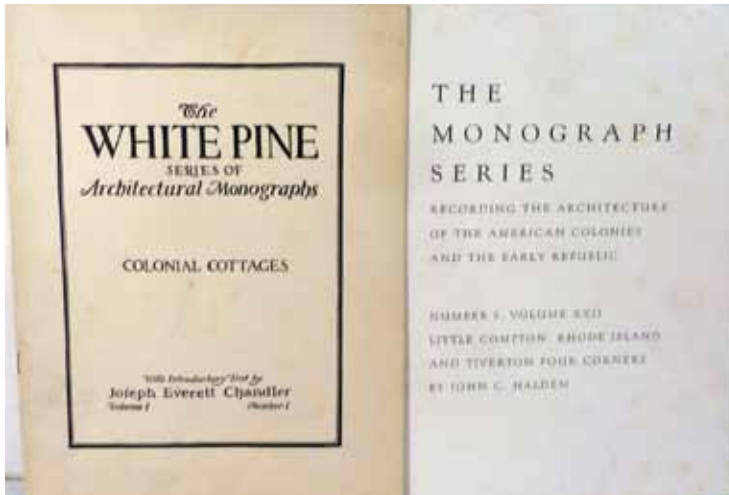 The
WHITE PINE
SERIES OF
Architectural Monographs
COLONIAL COTTAGES
With Introductory Text by
Joseph Everett Chandler
Volume I Number I
THE
MONOGRAPH
SERIES
RECORDING THE ARCHITECTURE
OF THE AMERICAN COLONIES
AND THE EARLY REPUBLIC
NUMBER VOLUME XXII
LITTLE COMPTON, RHODE ISLAND
AND TIVERTON FOUR CORNERS
BY JOHN C. HALDEN